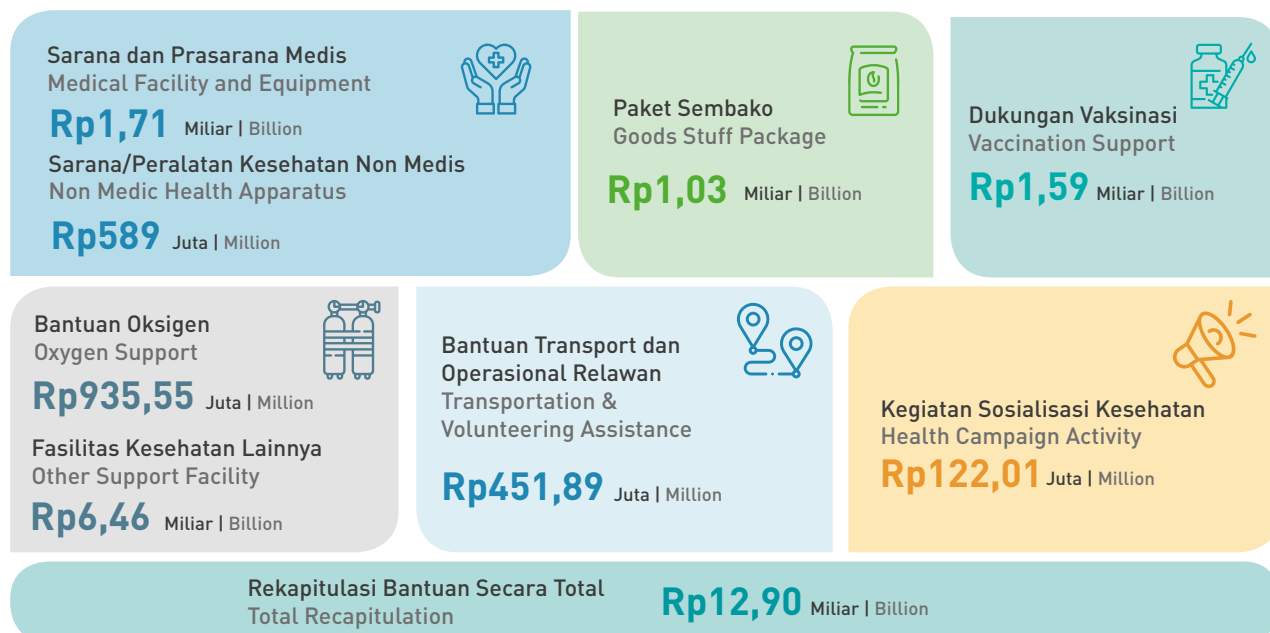 Sarana dan Prasarana Medis
Medical Facility and Equipment
Rp1,71 Miliar | Billion
Sarana/Peralatan Kesehatan Non Medis
Non Medic Health Apparatus
Rp589 Juta | Million
Paket Sembako
Goods Stuff Package
Rp1,03 Miliar | Billion
Dukungan Vaksinasi
Vaccination Support
Rp1,59 Miliar | Billion
Bantuan Oksigen
Oxygen Support
Rp935,55 Juta | Million
Fasilitas Kesehatan Lainnya
Other Support Facility
Rp6,46 Miliar | Billion
Bantuan Transport dan
Operasional Relawan
Transportation &
Volunteering Assistance
Rp451,89 Juta | Million
Kegiatan Sosialisasi Kesehatan
Health Campaign Activity
Rp122,01 Juta | Million
Rekapitulasi Bantuan Secara Total
Total Recapitulation
Rp12,90 Miliar | Billion